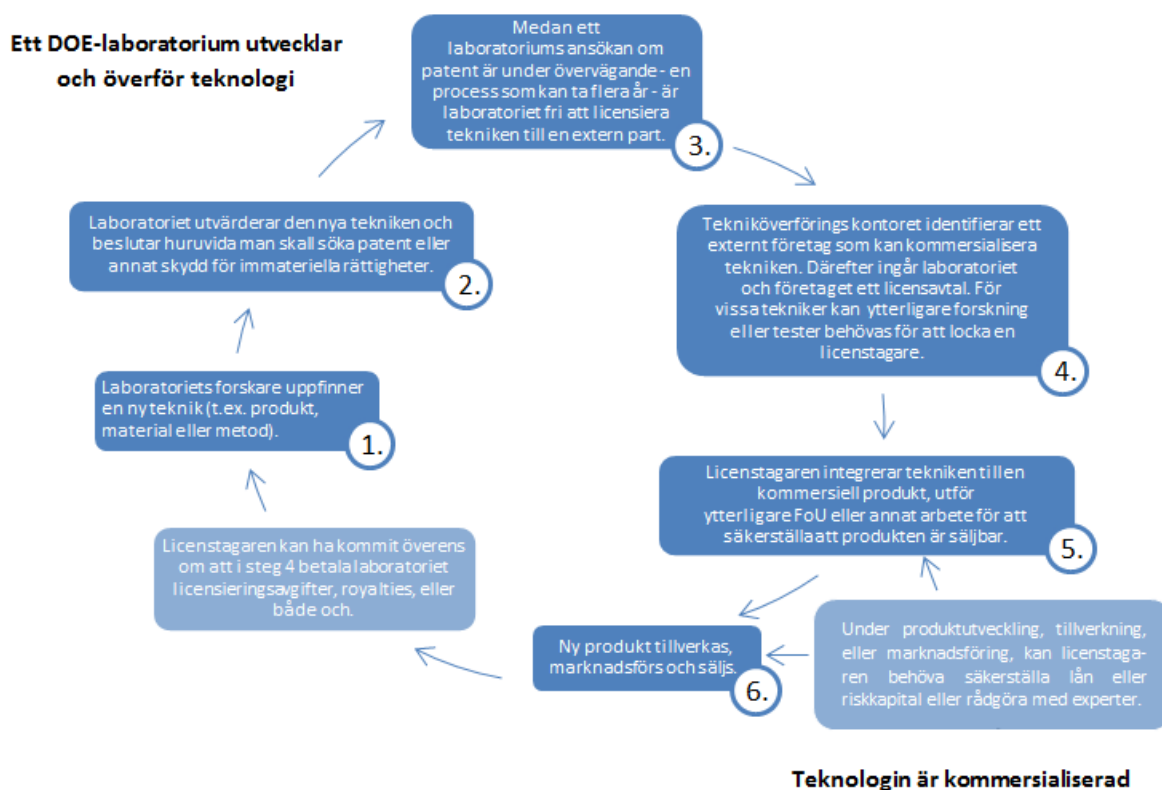 Ett DOE-laboratorium utvecklar
och överför teknologi
Medan ett
laboratoriums ansökan om
patent är under övervägande - en
process som kan ta flera år - är
laboratoriet fri att licensiera
tekniken till en extern part.
3.
Laboratoriet utvärderar den nya tekniken och
beslutar huruvida man skall söka patent eller
annat skydd för immateriella rättigheter.
2.
Tekniköverförings kontoret identifierar ett
externt företag som kan kommersialisera
tekniken. Därefter ingår laboratoriet
och företaget ett licensavtal. För
vissa tekniker kan ytterligare forskning
eller tester behövas för att locka en
licenstagare.
4.
Laboratoriets forskare uppfinner
en ny teknik (t.ex. produkt,
material eller metod).
1.
Licenstagaren integrerar tekniken till en
kommersiell produkt, utför
ytterligare FoU eller annat arbete för att
säkerställa att produkten är säljbar.
5.
Licenstagaren kan ha kommit överens
om att i steg 4 betala laboratoriet
licensieringsavgifter, royalties, eller
både och.
Ny produkt tillverkas,
marknadsförs och säljs.
6.
Under produktutveckling, tillverkning,
eller marknadsföring, kan licenstaga-
ren behöva säkerställa lån eller
riskkapital eller rådgöra med experter.
Teknologin är kommersialiserad